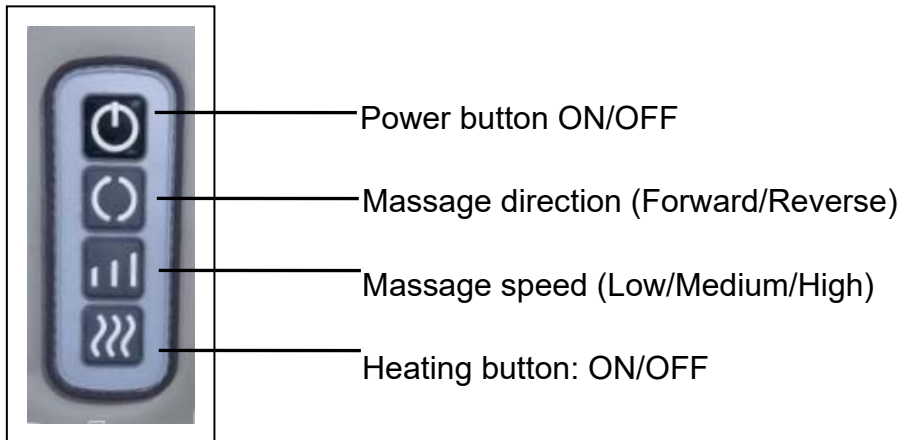 Power button ON/OFF
Massage direction (Forward/Reverse)
Massage speed (Low/Medium/High)
Heating button: ON/OFF